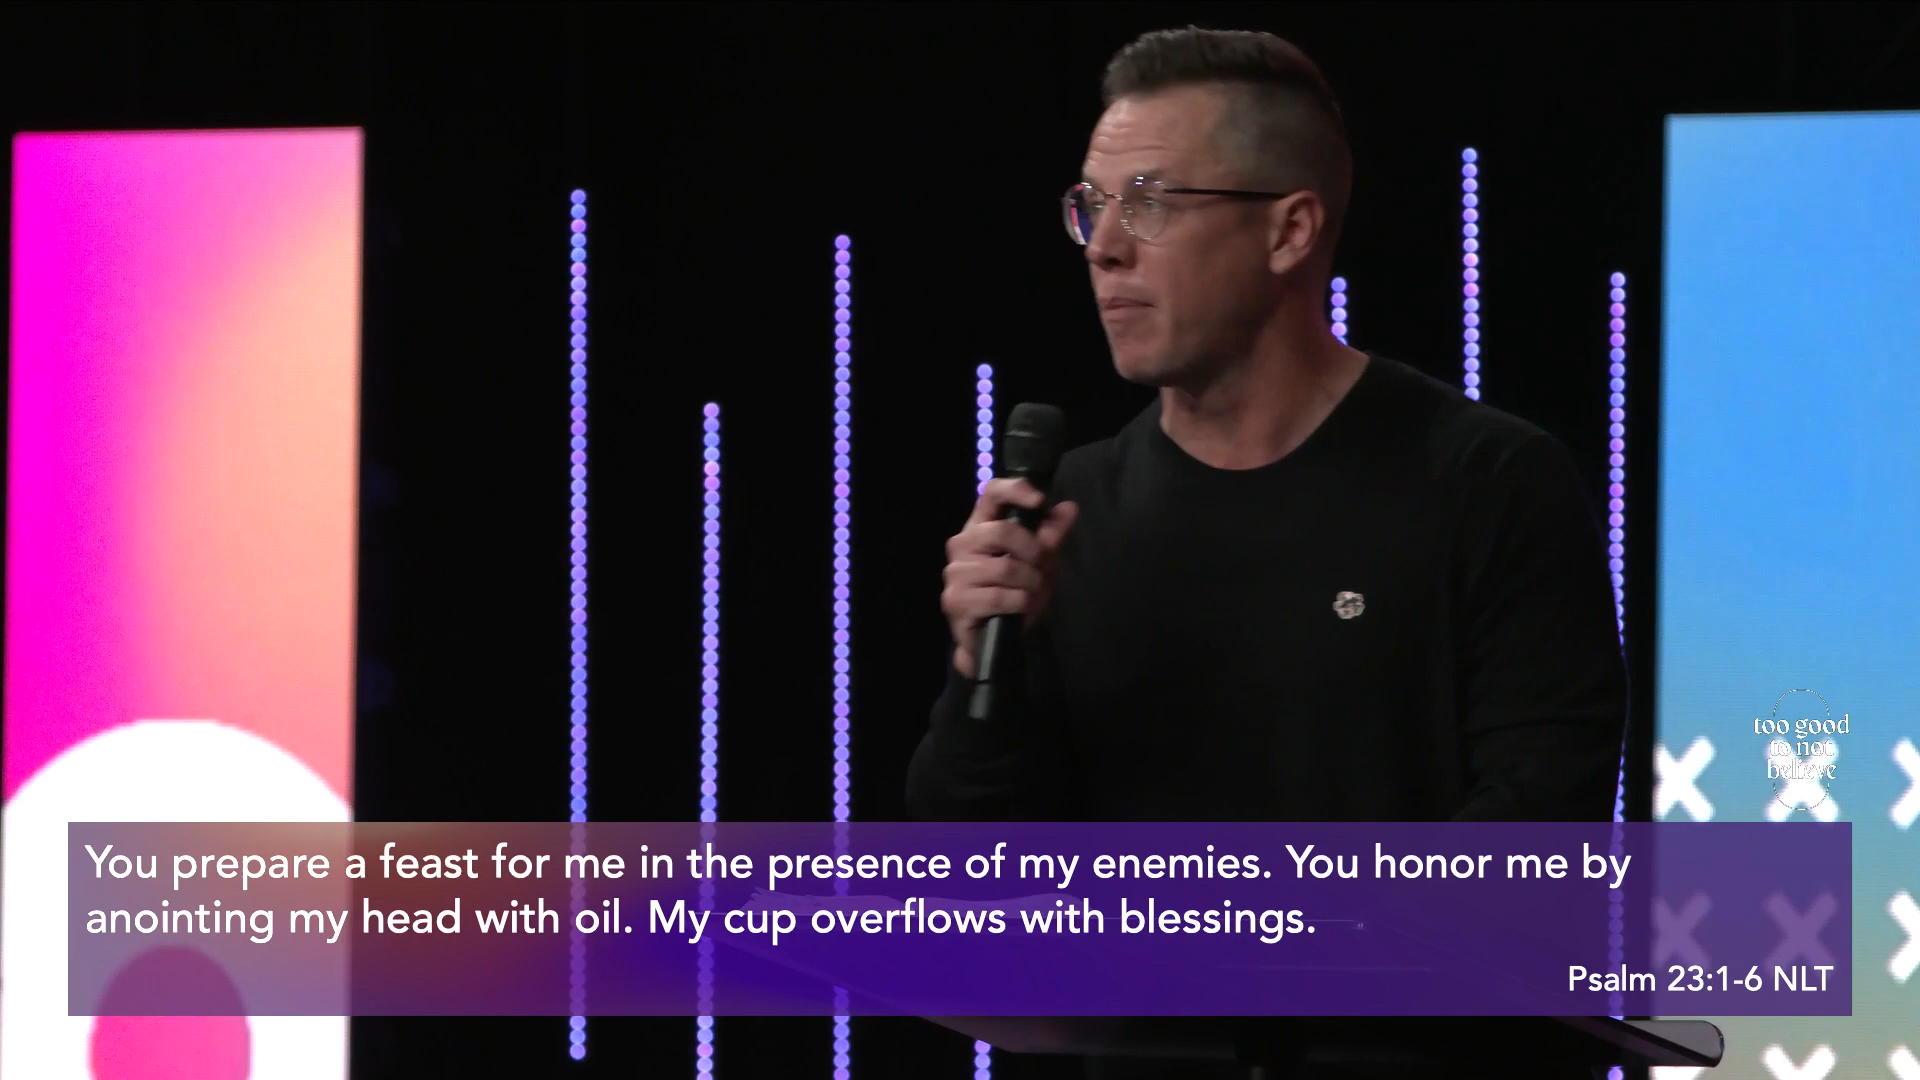 too good
to not
believe
You prepare a feast for me in the presence of my enemies. You honor me by
anointing my head with oil. My cup overflows with blessings.
Psalm 23:1-6 NLT